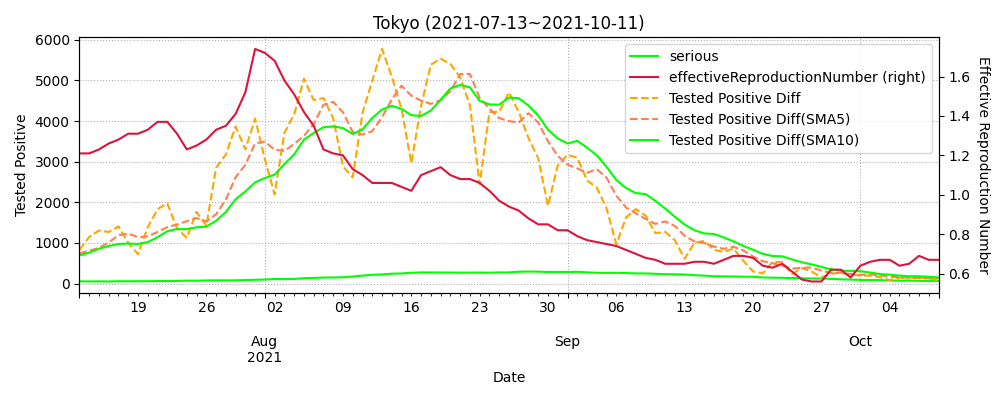 Tokyo (2021-07-13~2021-10-11)
6000
5000
4000
3000
2000
1000
0
Tested Positive
serious
effectiveReproductionNumber (right)
Tested Positive Diff
Tested Positive Diff(SMA5)
Tested Positive Diff(SMA10)
1.6
1.4
1.2
1.0
0.8
0.6
Effective Reproduction Number
19 26 02 09 16 23 30 06 13 20 27 04
Aug Sep Oct
2021
Date